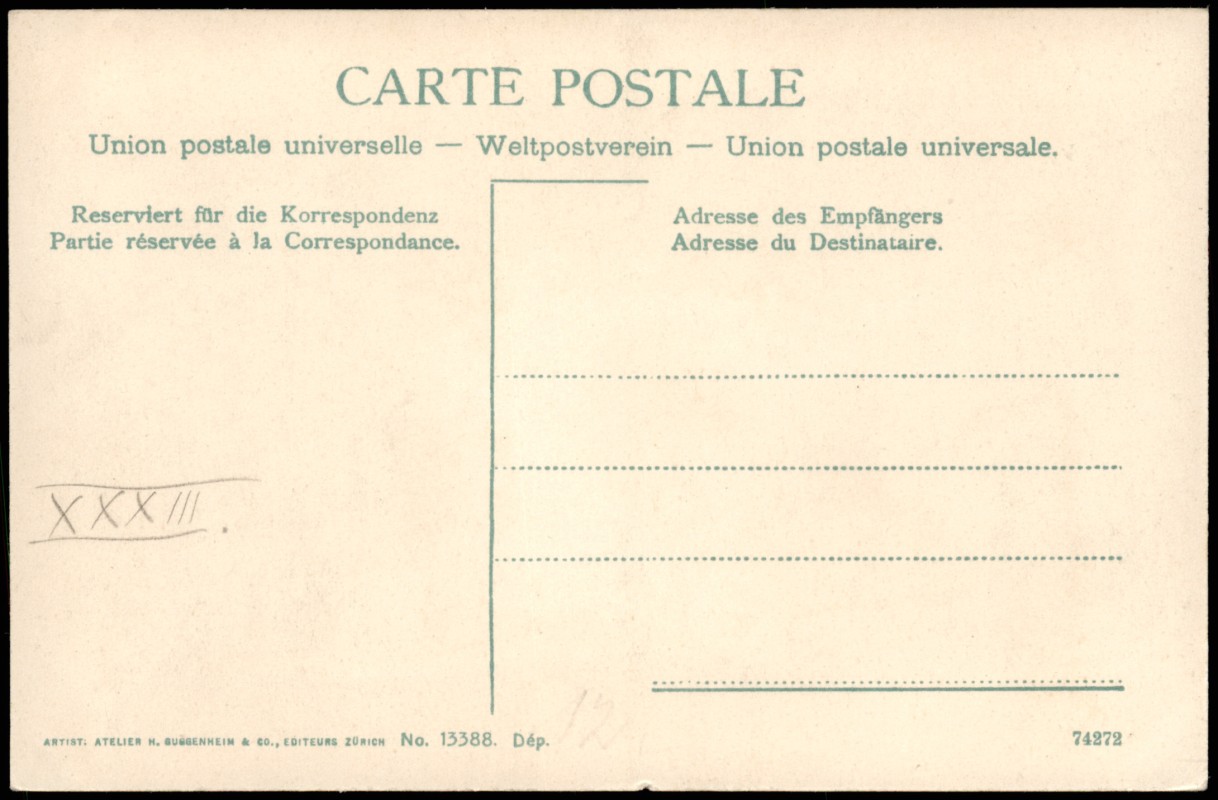 CARTE POSTALE
Union postale universelle — Weltpostverein — Union postale universale.
Reserviert für die Korrespondenz
Partie réservée à la Correspondance.
Adresse des Empfängers
Adresse du Destinataire.
XXXIII.
12
ARTIST. ATELIER H. GUGGENHEIM & CO., EDITEURS ZÜRICH No. 13388. Dép.
74272